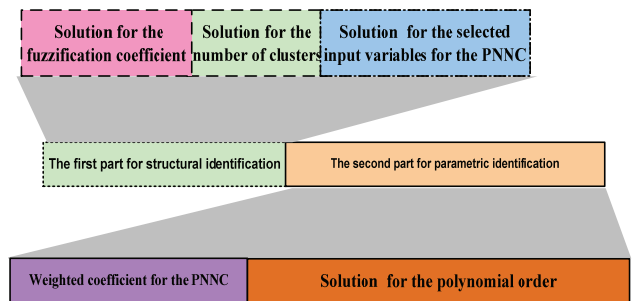 Solution for the
fuzzification coefficient
Solution for the
number of clusters
Solution for the selected
input variables for the PNNC
The first part for structural identification
The second part for parametric identification
Weighted coefficient for the PNNC
Solution for the polynomial order